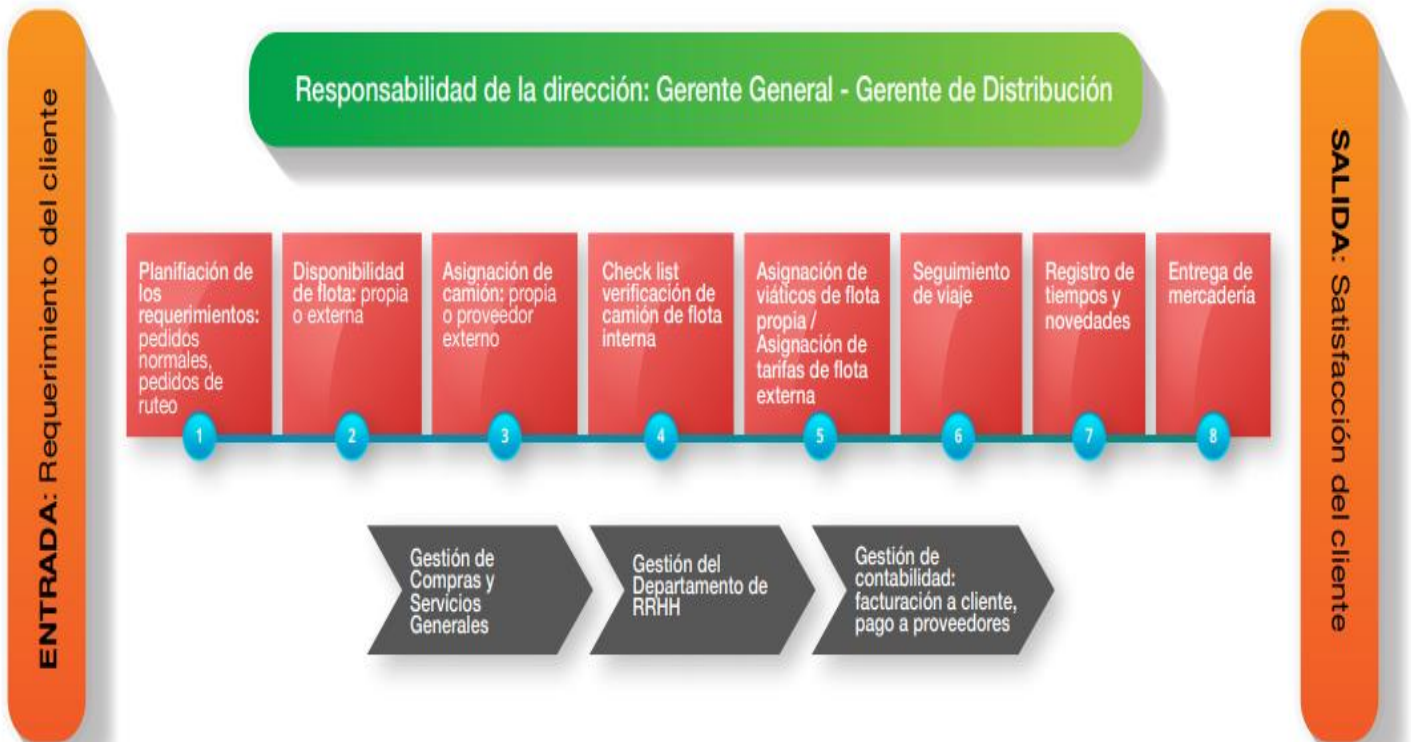 ENTRADA: Requerimiento del cliente
Responsabilidad de la dirección: Gerente General - Gerente de Distribución
Planifiación de
los
requerimientos:
pedidos
normales,
pedidos de
ruteo
1
Disponibilidad
de flota: propia
o externa
2
Asignación de
camión: propia
o proveedor
externo
3
Check list
verificación de
camión de flota
interna
4
Asignación de
viáticos de flota
propia /
Asignación de
tarifas de flota
externa
5
Seguimiento
de viaje
6
Registro de
tiempos y
novedades
7
Entrega de
mercadería
8
Gestión de
Compras y
Servicios
Generales
Gestión del
Departamento de
RRHH
Gestión de
contabilidad:
facturación a cliente,
pago a proveedores
SALIDA: Satisfacción del cliente